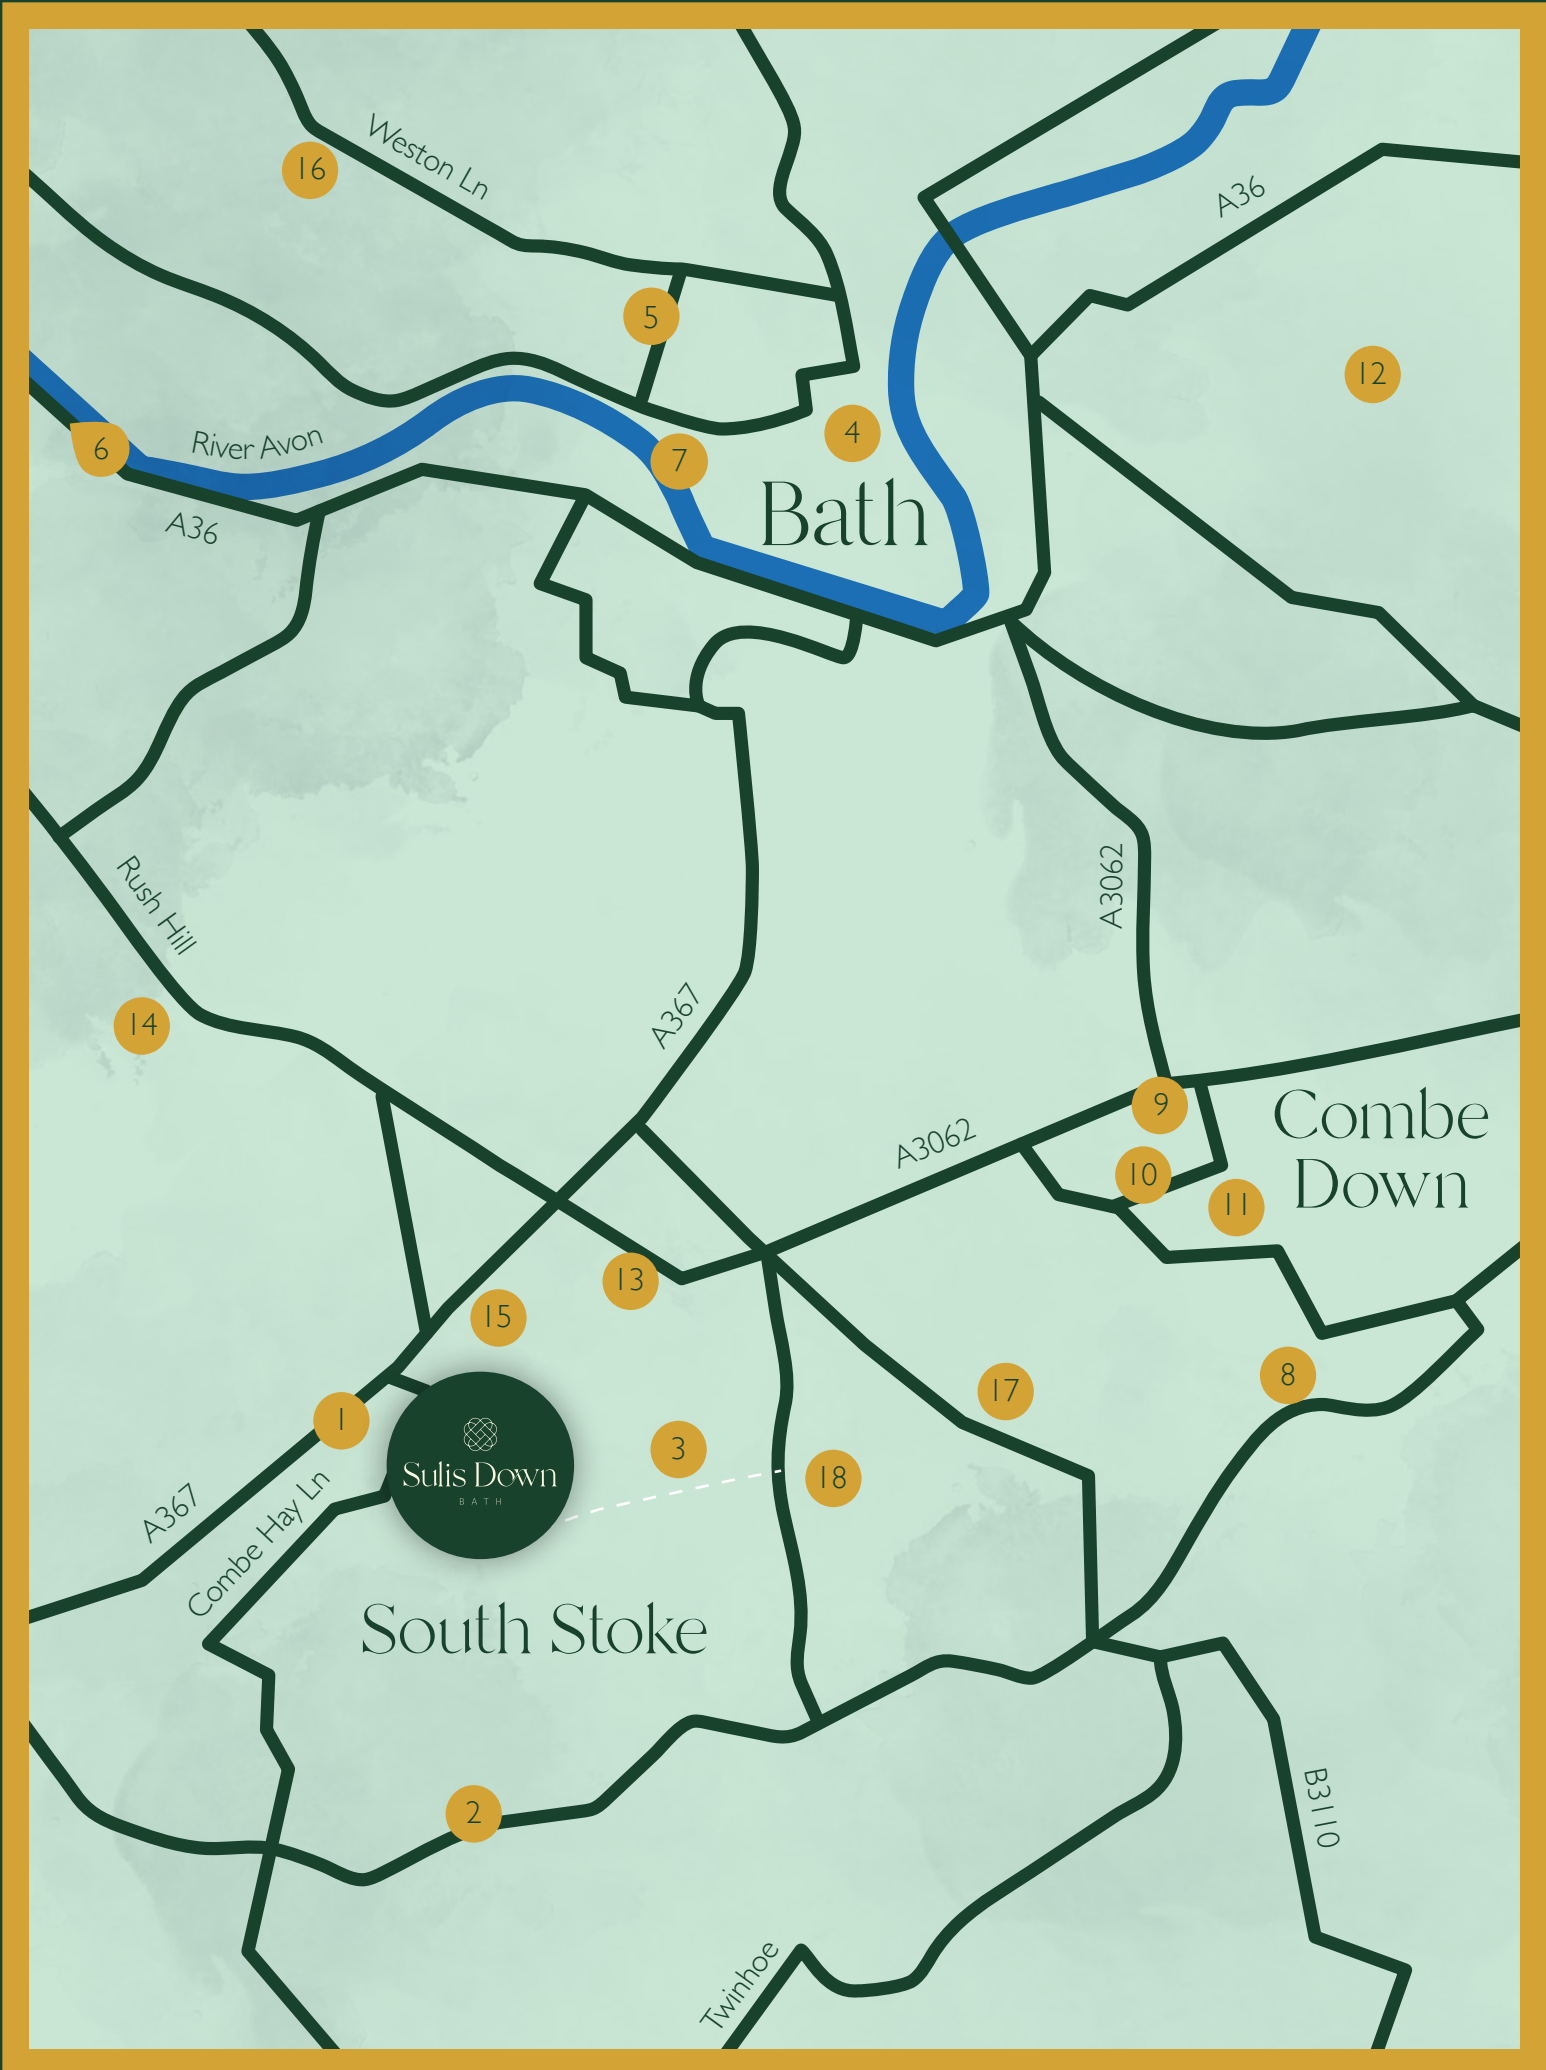 Weston Ln
16
A36
5
12
4
6
River Avon
7
Bath
A36
A3062
Rush Hill
A367
14
9
Combe
Down
A3062
10
11
13
15
8
17
1
3
Sulis Down
BATH
18
A367
Combe Hay Ln
South Stoke
2
B3110
Twinhoe